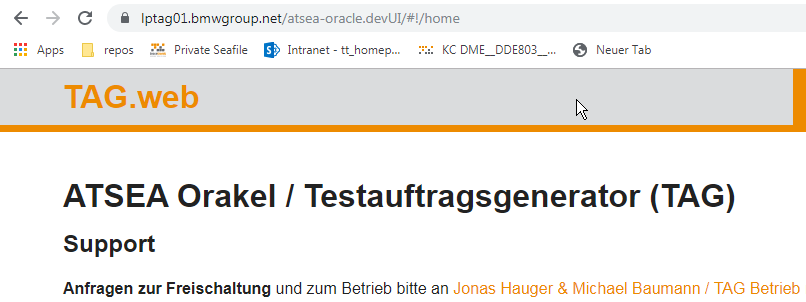 lptag01.bmwgroup.net/atsea-oracle.devUI/#!/home
Apps repos Private Seafile Intranet - tt_homep... KC DME__DDE803__... Neuer Tab
TAG.web
ATSEA Orakel / Testauftragsgenerator (TAG)
Support
Anfragen zur Freischaltung und zum Betrieb bitte an Jonas Hauger & Michael Baumann / TAG Betrieb